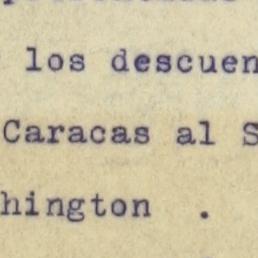 los descuen
Caracas al S
hington .